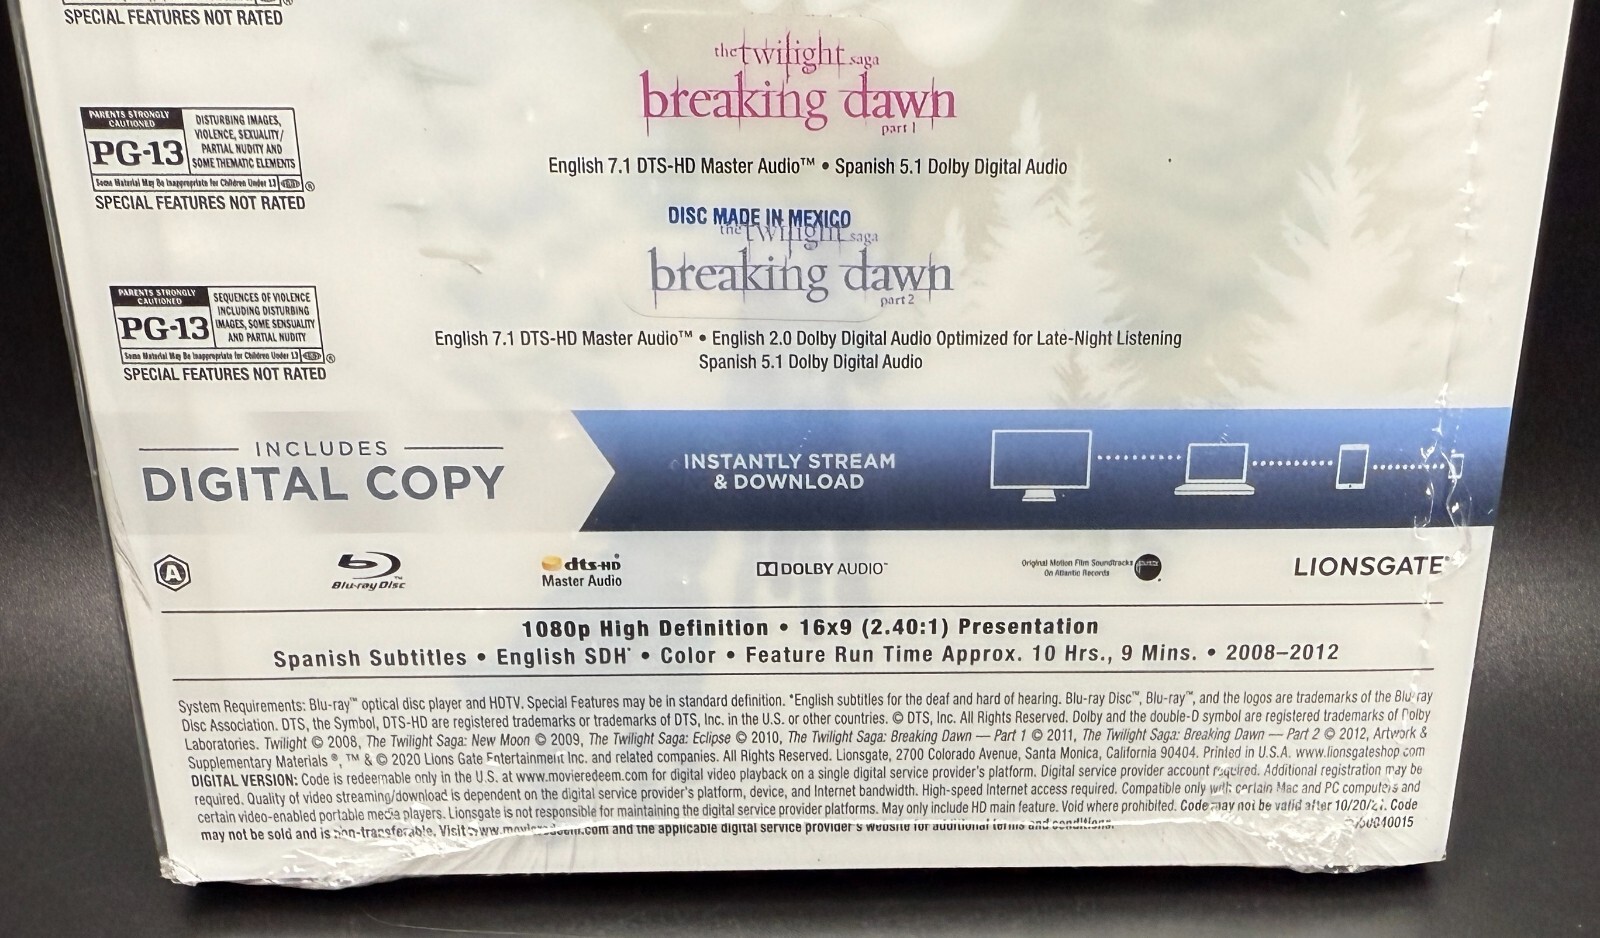 SPECIAL FEATURES NOT RATED
the twilight saga
breaking dawn
part 1
PARENTS STRONGLY CAUTIONED
PG-13
DISTURBING IMAGES,
VIOLENCE, SEXUALITY/
PARTIAL NUDITY AND
SOME THEMATIC ELEMENTS
Some Material May Be Inappropriate for Children Under 13
SPECIAL FEATURES NOT RATED
English 7.1 DTS-HD Master Audio™ • Spanish 5.1 Dolby Digital Audio
DISC MADE IN MEXICO
the twilight saga
breaking dawn
part 2
PARENTS STRONGLY CAUTIONED
PG-13
SEQUENCES OF VIOLENCE
INCLUDING DISTURBING
IMAGES, SOME SENSUALITY
AND PARTIAL NUDITY
Some Material May Be Inappropriate for Children Under 13
SPECIAL FEATURES NOT RATED
English 7.1 DTS-HD Master Audio™ • English 2.0 Dolby Digital Audio Optimized for Late-Night Listening
Spanish 5.1 Dolby Digital Audio
INCLUDES
DIGITAL COPY
INSTANTLY STREAM
& DOWNLOAD
A
Blu-ray Disc™
dts-HD®
Master Audio
DOLBY AUDIO™
Original Motion Film Soundtracks
On Atlantic Records
LIONSGATE®
1080p High Definition • 16x9 (2.40:1) Presentation
Spanish Subtitles • English SDH* • Color • Feature Run Time Approx. 10 Hrs., 9 Mins. • 2008–2012
System Requirements: Blu-ray™ optical disc player and HDTV. Special Features may be in standard definition. *English subtitles for the deaf and hard of hearing. Blu-ray Disc™, Blu-ray™, and the logos are trademarks of the Blu-ray
Disc Association. DTS, the Symbol, DTS-HD are registered trademarks or trademarks of DTS, Inc. in the U.S. or other countries. © DTS, Inc. All Rights Reserved. Dolby and the double-D symbol are registered trademarks of Dolby
Laboratories. Twilight © 2008, The Twilight Saga: New Moon © 2009, The Twilight Saga: Eclipse © 2010, The Twilight Saga: Breaking Dawn — Part 1 © 2011, The Twilight Saga: Breaking Dawn — Part 2 © 2012, Artwork &
Supplementary Materials ®, ™ & © 2020 Lions Gate Entertainment Inc. and related companies. All Rights Reserved. Lionsgate, 2700 Colorado Avenue, Santa Monica, California 90404. Printed in U.S.A. www.lionsgateshop.com
DIGITAL VERSION: Code is redeemable only in the U.S. at www.movieredeem.com for digital video playback on a single digital service provider's platform. Digital service provider account required. Additional registration may be
required. Quality of video streaming/download is dependent on the digital service provider's platform, device, and Internet bandwidth. High-speed Internet access required. Compatible only with certain Mac and PC computers and
certain video-enabled portable media players. Lionsgate is not responsible for maintaining the digital service provider platforms. May only include HD main feature. Void where prohibited. Code may not be valid after 10/20/ Code
may not be sold and is non-transferable. Visit www.movieredeem.com and the applicable digital service provider's website for additional terms and conditions.